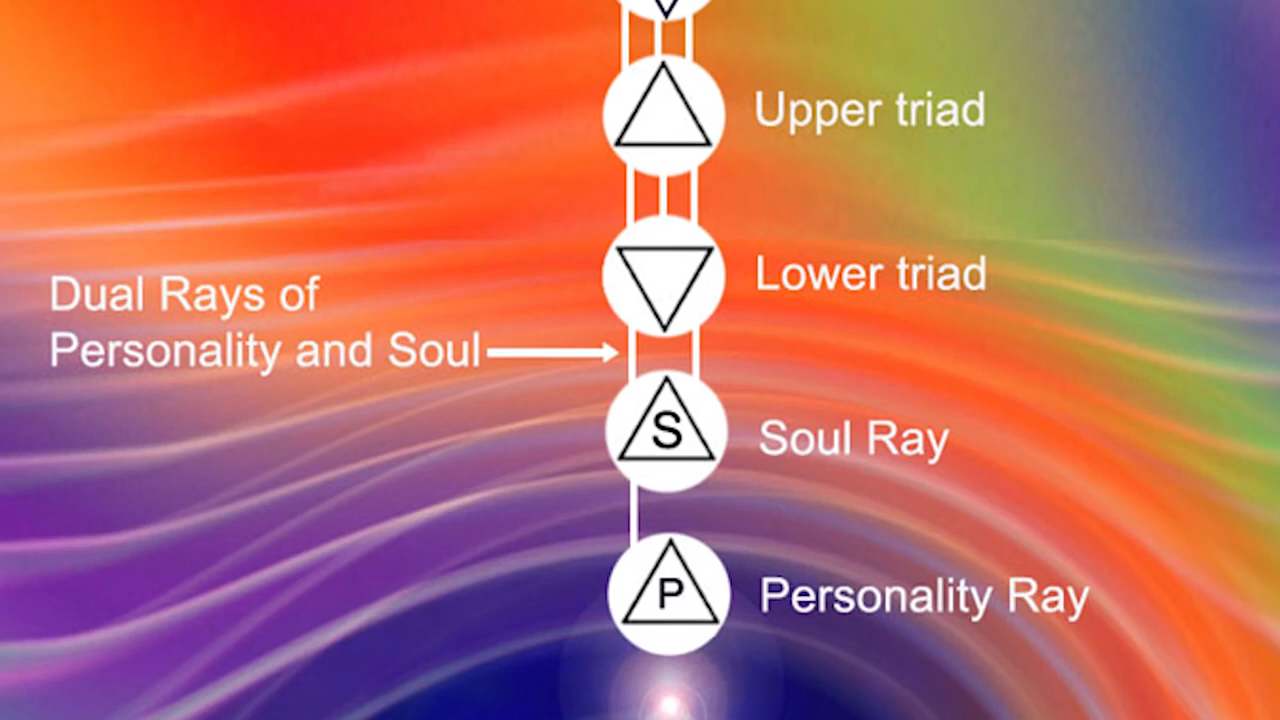 Upper triad
Lower triad
Dual Rays of
Personality and Soul
S
Soul Ray
P
Personality Ray